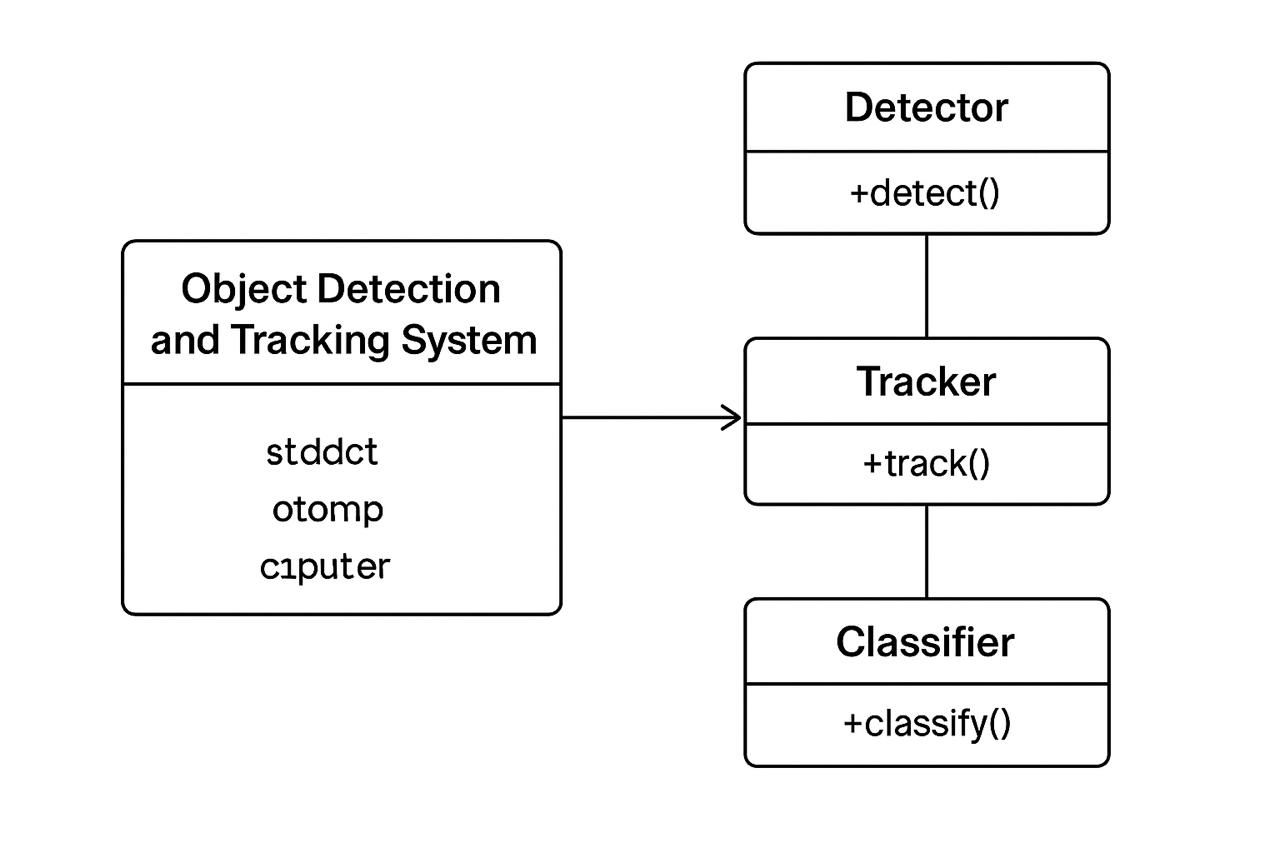 Object Detection
and Tracking System
stddct
otomp
c1puter
Detector
+detect()
Tracker
+track()
Classifier
+classify()